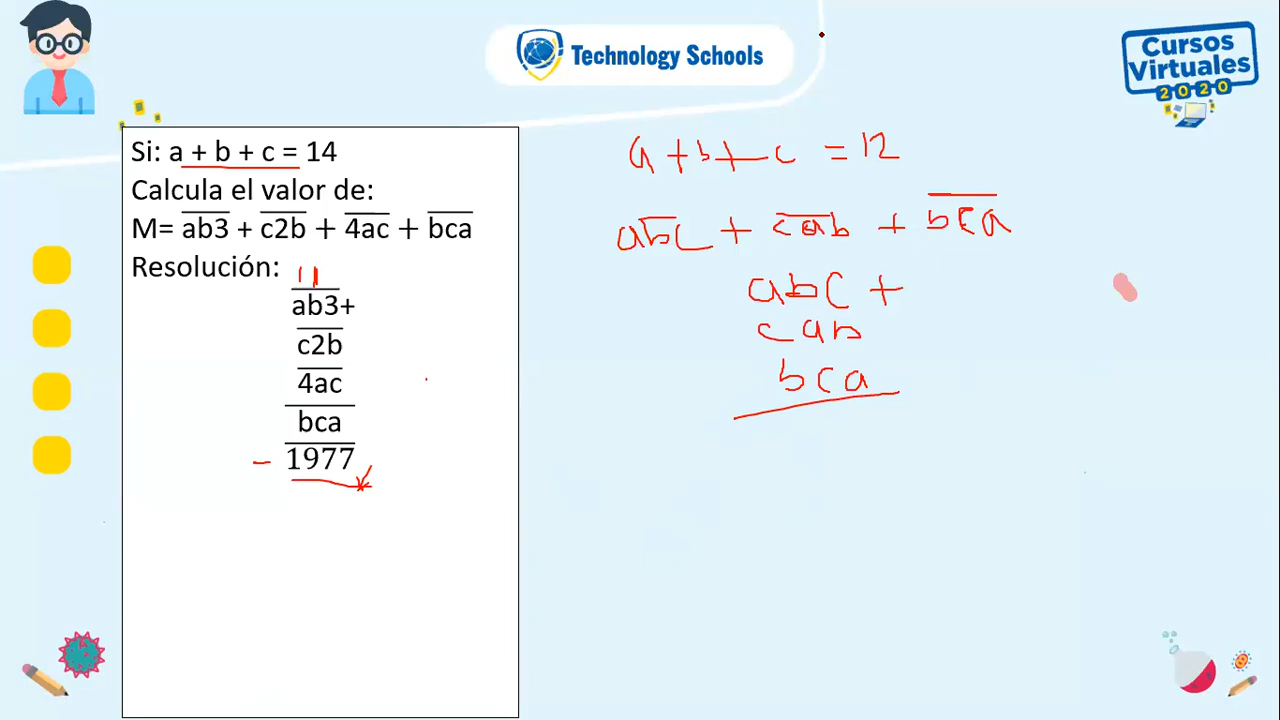 Technology Schools
Cursos
Virtuales
2020
Si: a + b + c = 14
Calcula el valor de:
M= ab3 + c2b + 4ac + bca
Resolución:
11
ab3+
c2b
4ac
bca
- 1977
a + b + c = 12
abc + cab + bca
abc +
cab
bca